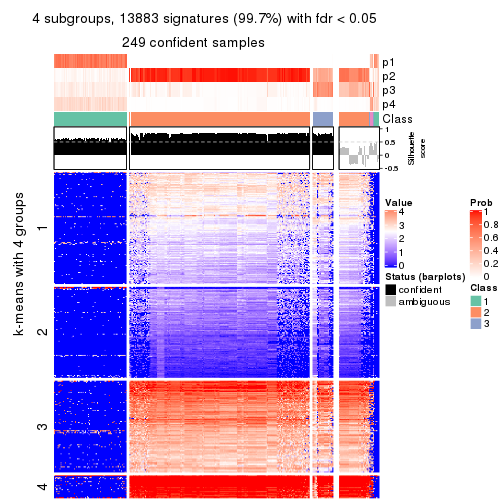 4 subgroups, 13883 signatures (99.7%) with fdr < 0.05
249 confident samples
p1
p2
p3
p4
Class
1
0.5
0
-0.5
Silhouette
score
k-means with 4 groups
1
2
3
4
Value
4
3
2
1
0
Status (barplots)
confident
ambiguous
Prob
1
0.8
0.6
0.4
0.2
0
Class
1
2
3